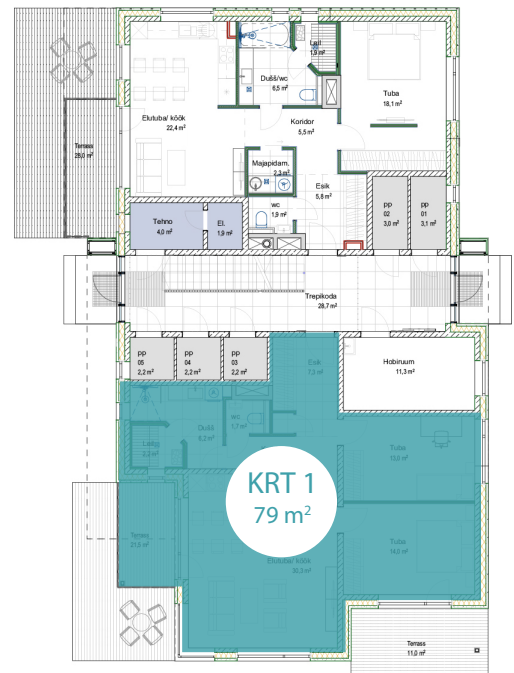 Leil
1,9 m²
Dušš/wc
6,5 m²
Tuba
18,1 m²
Elutuba/ köök
22,4 m²
Koridor
5,5 m²
Terrass
28,0 m²
Majapidam.
2,3 m²
Esik
5,8 m²
wc
1,9 m²
Tehno
4,0 m²
El.
1,9 m²
pp
02
3,0 m²
pp
01
3,1 m²
Trepikoda
28,7 m²
pp
05
2,2 m²
pp
04
2,2 m²
pp
03
2,2 m²
Esik
7,3 m²
Hobiruum
11,3 m²
wc
1,7 m²
Dušš
6,2 m²
Tuba
13,0 m²
KRT 1
79 m²
Terrass
21,5 m²
Elutuba/ köök
30,3 m²
Tuba
14,0 m²
Terrass
11,0 m²